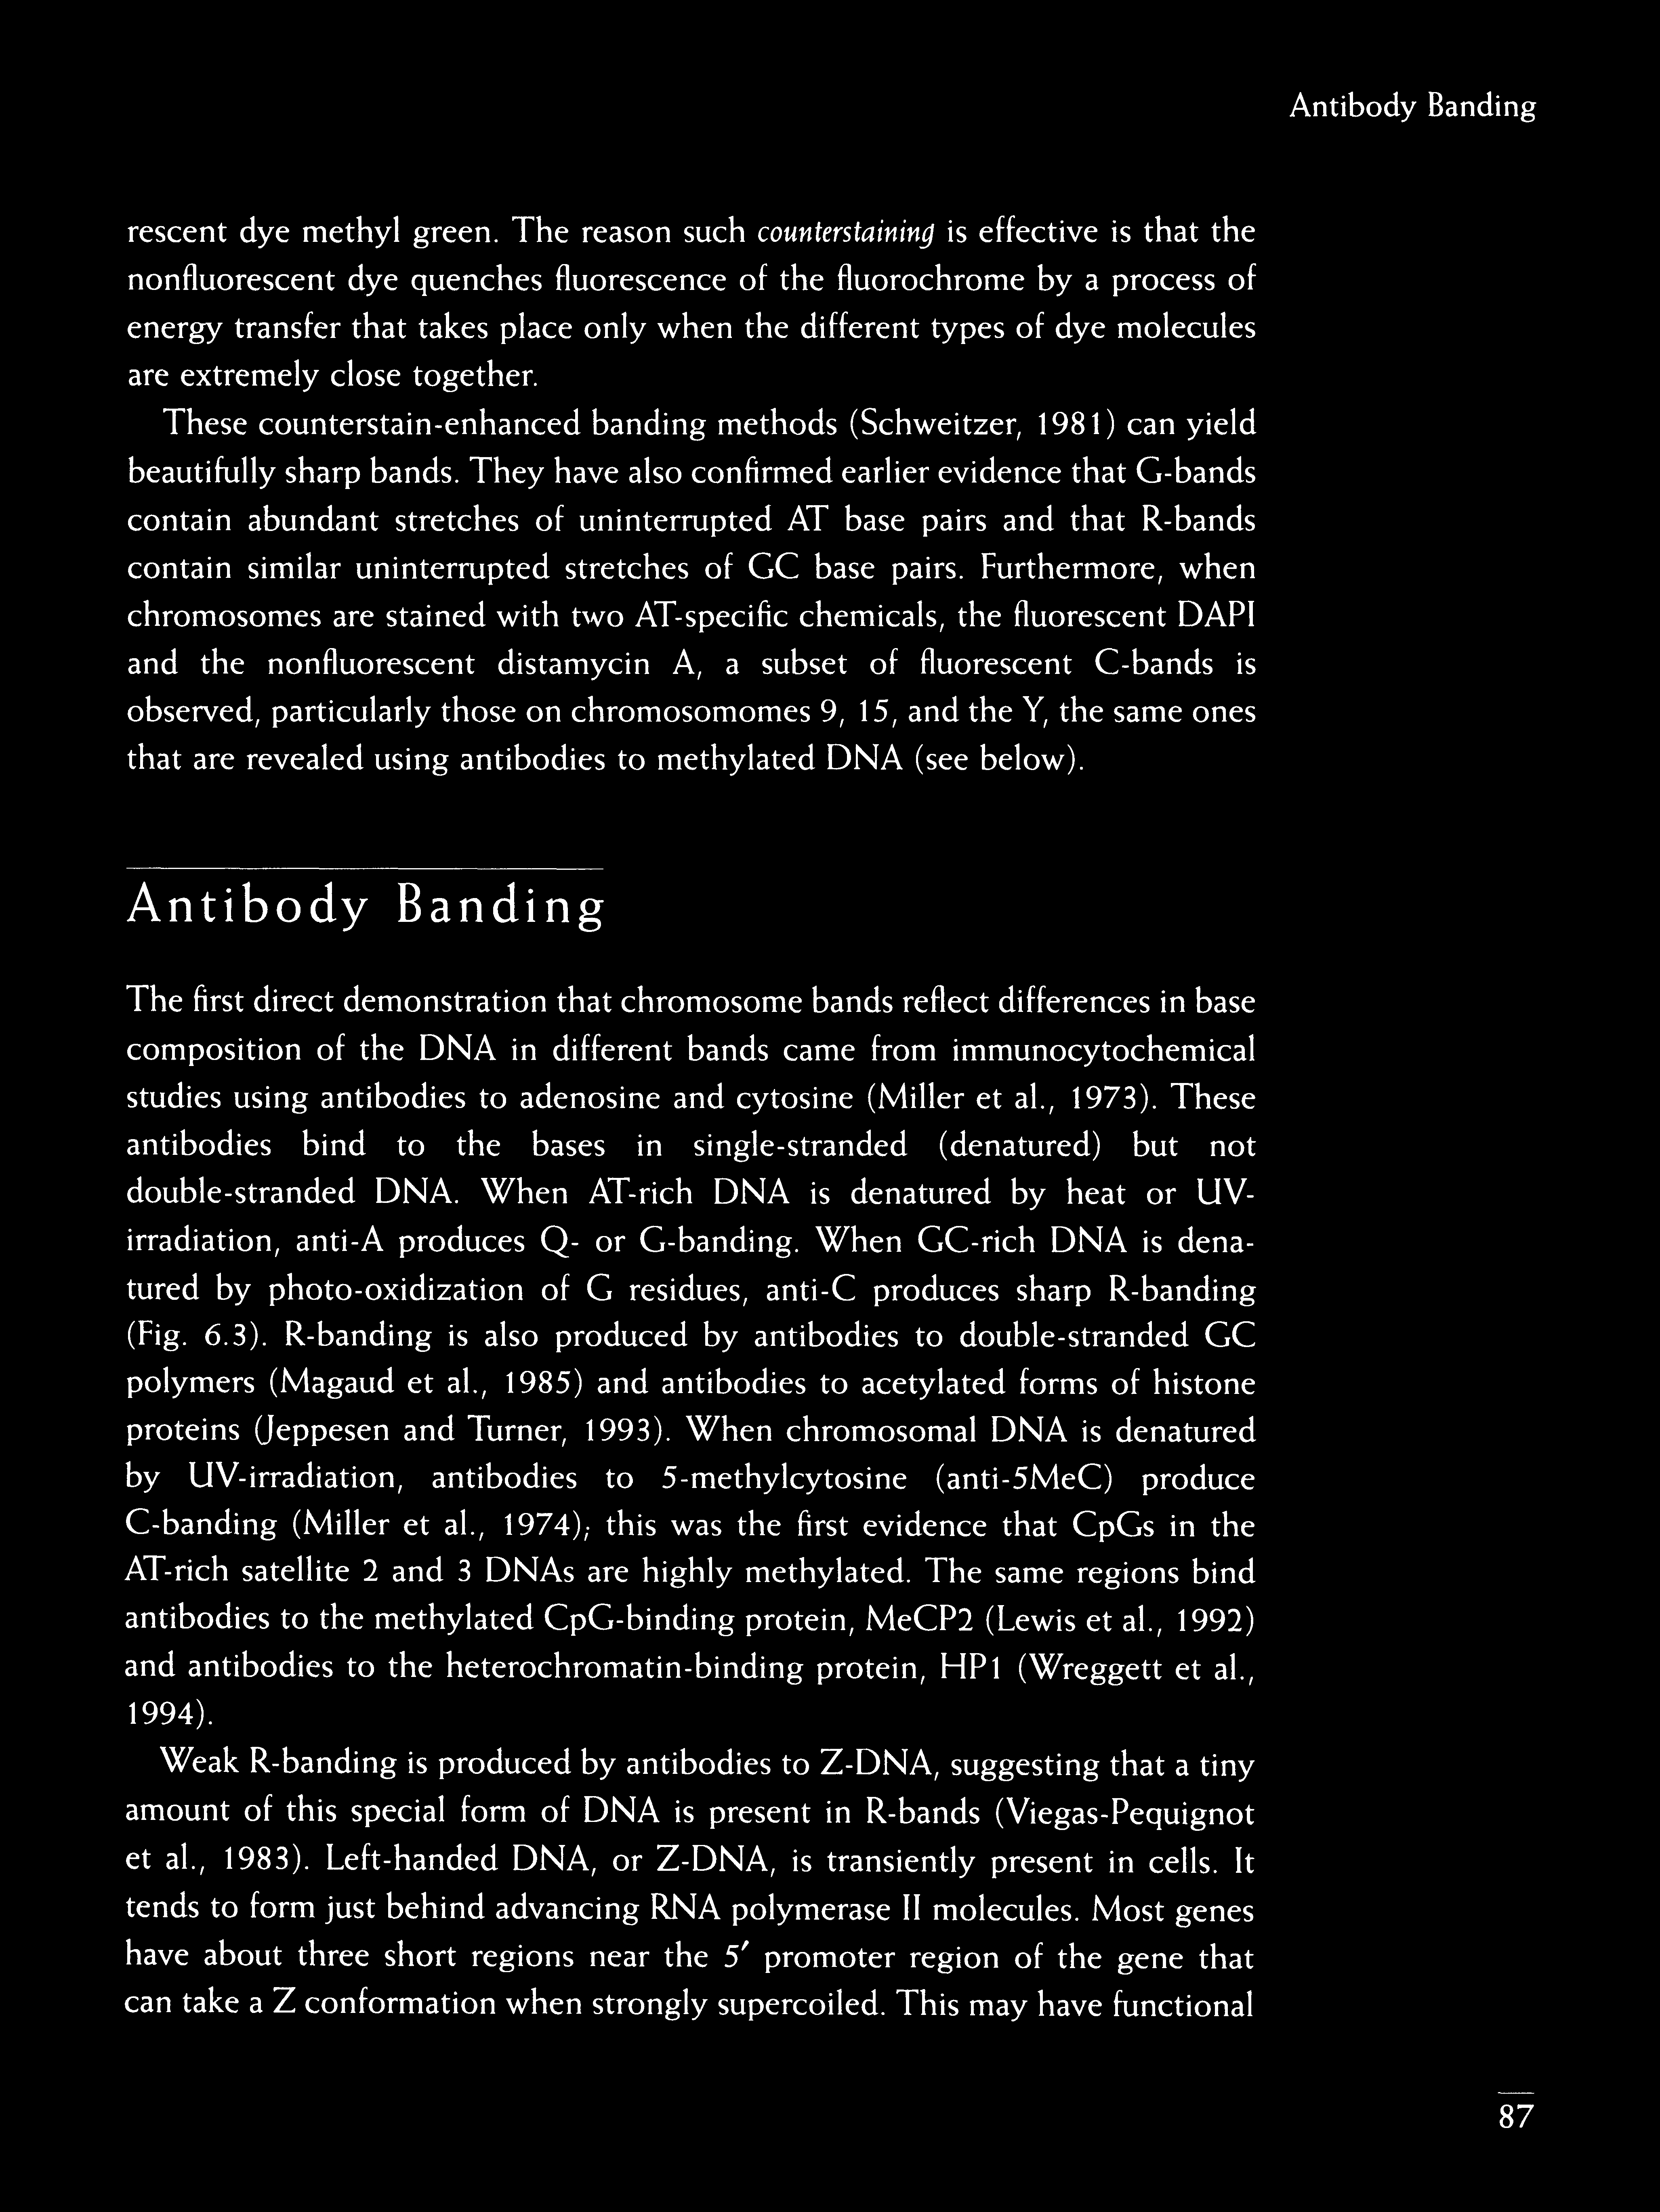 Antibody Banding
rescent dye methyl green. The reason such counterstaining is effective is that the
nonfluorescent dye quenches fluorescence of the fluorochrome by a process of
energy transfer that takes place only when the different types of dye molecules
are extremely close together.
These counterstain-enhanced banding methods (Schweitzer, 1981) can yield
beautifully sharp bands. They have also confirmed earlier evidence that G-bands
contain abundant stretches of uninterrupted AT base pairs and that R-bands
contain similar uninterrupted stretches of GC base pairs. Furthermore, when
chromosomes are stained with two AT-specific chemicals, the fluorescent DAPI
and the nonfluorescent distamycin A, a subset of fluorescent C-bands is
observed, particularly those on chromosomomes 9, 15, and the Y, the same ones
that are revealed using antibodies to methylated DNA (see below).
Antibody Banding
The first direct demonstration that chromosome bands reflect differences in base
composition of the DNA in different bands came from immunocytochemical
studies using antibodies to adenosine and cytosine (Miller et al., 1973). These
antibodies bind to the bases in single-stranded (denatured) but not
double-stranded DNA. When AT-rich DNA is denatured by heat or UV-
irradiation, anti-A produces Q- or G-banding. When GC-rich DNA is dena-
tured by photo-oxidization of G residues, anti-C produces sharp R-banding
(Fig. 6.3). R-banding is also produced by antibodies to double-stranded GC
polymers (Magaud et al., 1985) and antibodies to acetylated forms of histone
proteins (Jeppesen and Turner, 1993). When chromosomal DNA is denatured
by UV-irradiation, antibodies to 5-methylcytosine (anti-5MeC) produce
C-banding (Miller et al., 1974); this was the first evidence that CpGs in the
AT-rich satellite 2 and 3 DNAs are highly methylated. The same regions bind
antibodies to the methylated CpG-binding protein, MeCP2 (Lewis et al., 1992)
and antibodies to the heterochromatin-binding protein, HP1 (Wreggett et al.,
1994).
Weak R-banding is produced by antibodies to Z-DNA, suggesting that a tiny
amount of this special form of DNA is present in R-bands (Viegas-Pequignot
et al., 1983). Left-handed DNA, or Z-DNA, is transiently present in cells. It
tends to form just behind advancing RNA polymerase II molecules. Most genes
have about three short regions near the 5′ promoter region of the gene that
can take a Z conformation when strongly supercoiled. This may have functional
87